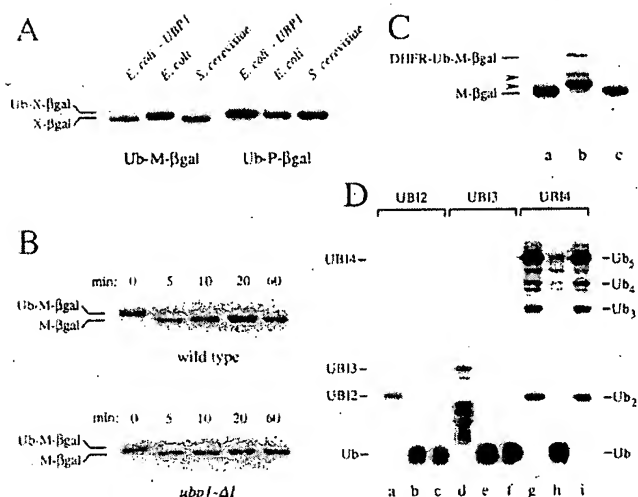 A
E. coli - UBP1
E. coli
S. cerevisiae
E. coli - UBP1
E. coli
S. cerevisiae
Ub-X-βgal
X-βgal
Ub-M-βgal
Ub-P-βgal
B
min: 0 5 10 20 60
Ub-M-βgal
M-βgal
wild type
min: 0 5 10 20 60
Ub-M-βgal
M-βgal
ubp1-Δ1
C
DHFR-Ub-M-βgal
M-βgal
a b c
D
UBI2 UBI3 UBI4
UBI4
Ub5
Ub4
Ub3
UBI3
UBI2
Ub2
Ub
Ub
a b c d e f g h i